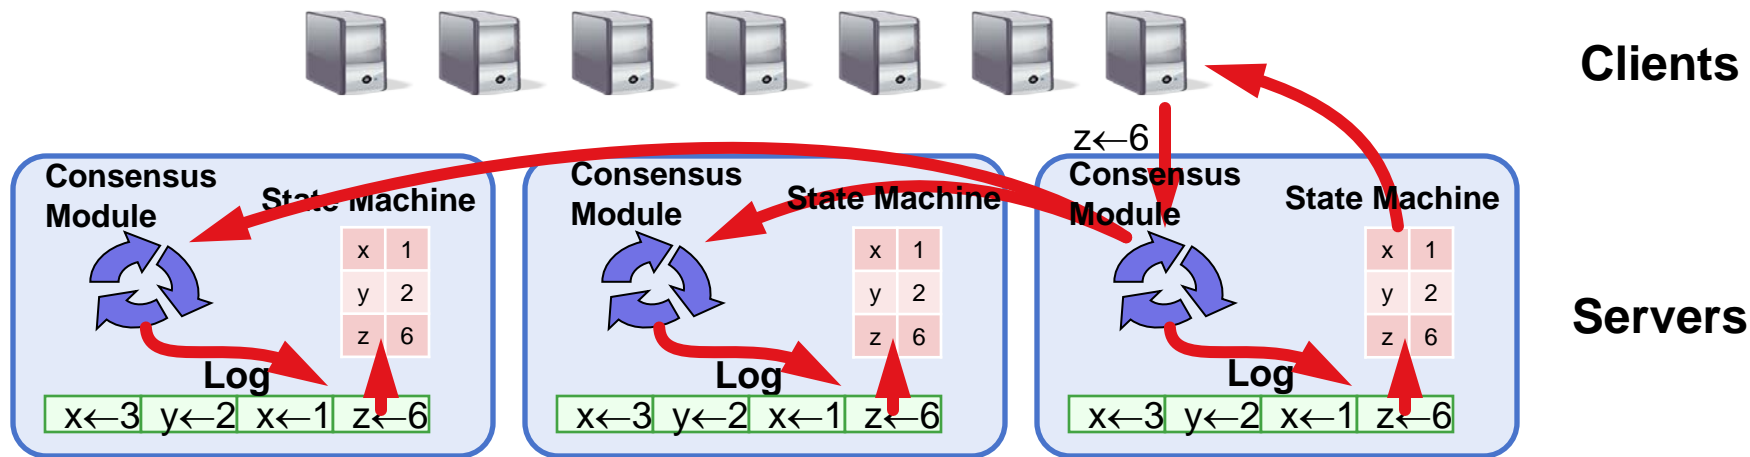 Clients
z←6
Consensus
Module
State Machine
x 1
y 2
z 6
Log
x←3 y←2 x←1 z←6
Consensus
Module
State Machine
x 1
y 2
z 6
Log
x←3 y←2 x←1 z←6
Consensus
Module
State Machine
x 1
y 2
z 6
Log
x←3 y←2 x←1 z←6
Servers